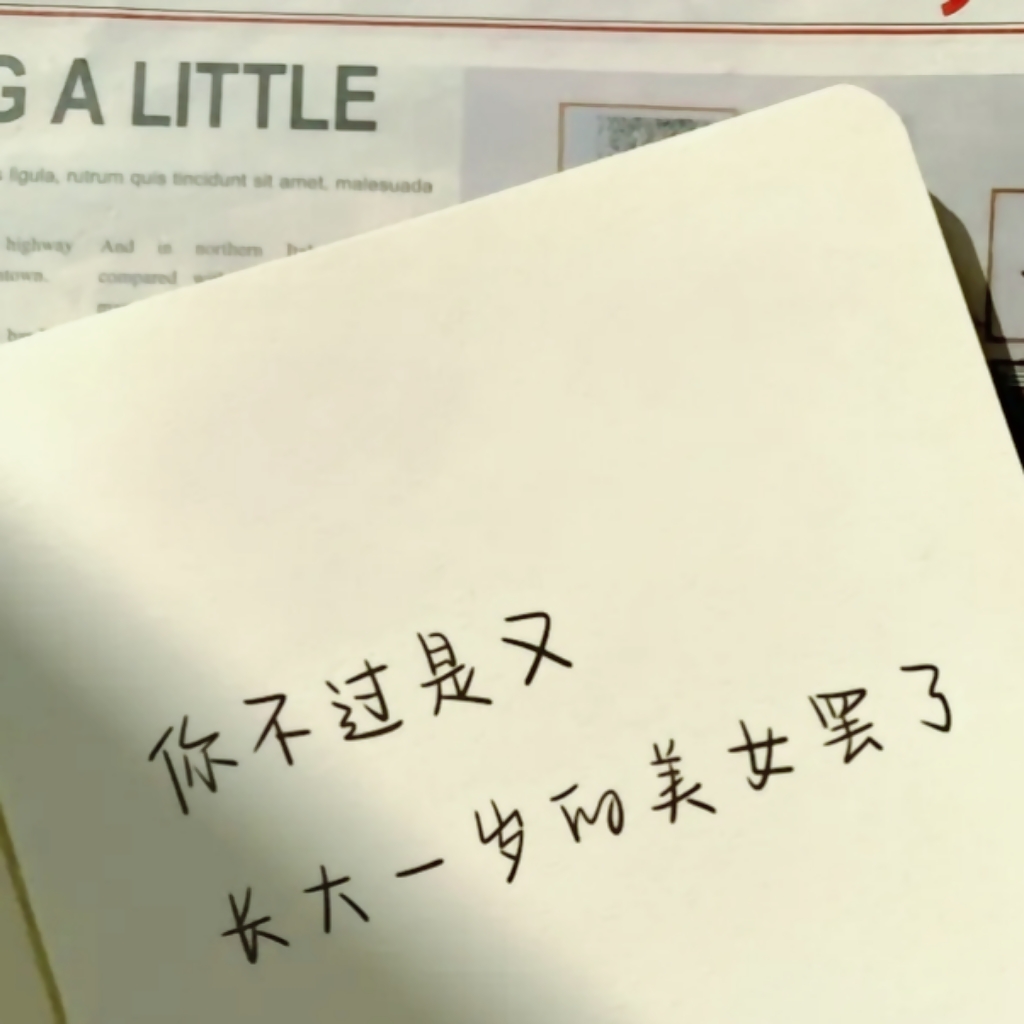 G A LITTLE
ligula, rutrum quis tincidunt sit amet, malesuada
highway And in northern
compared
你不过是又
长大一岁的美女罢了